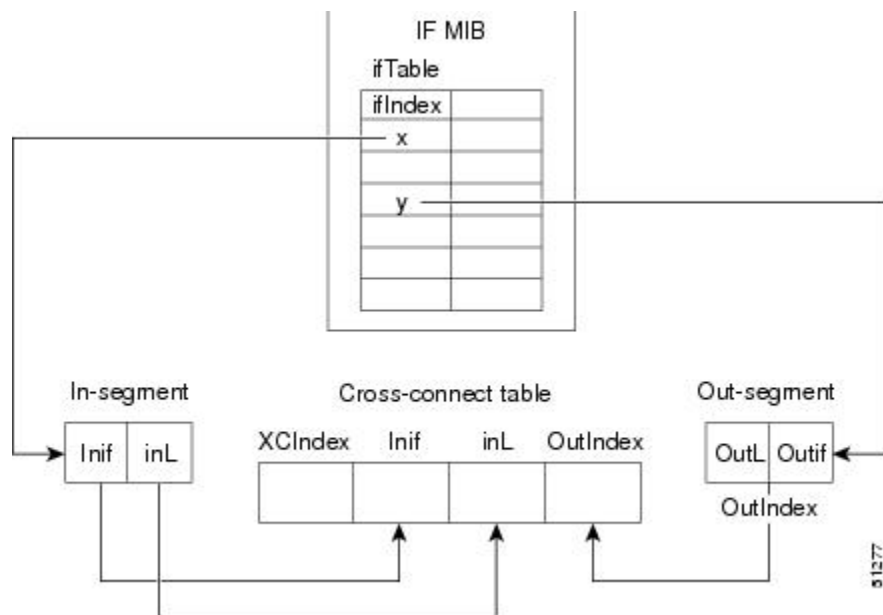 IF MIB
ifTable
ifIndex
x
y
In-segment
Cross-connect table
Out-segment
XCIndex Inif inL OutIndex
Inif inL
OutL Outif
OutIndex
51277